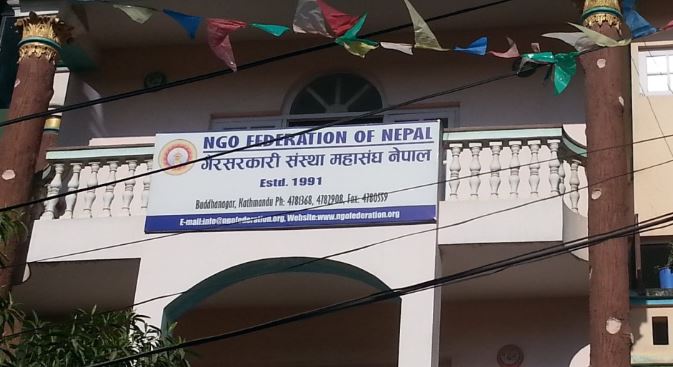 NGO FEDERATION OF NEPAL
गैरसरकारी संस्था महासंघ नेपाल
Estd. 1991
Buddhanagar, Kathmandu Ph: 4781368, 4782908, Fax: 4780559
E-mail:info@ngofederation.org, Website:www.ngofederation.org